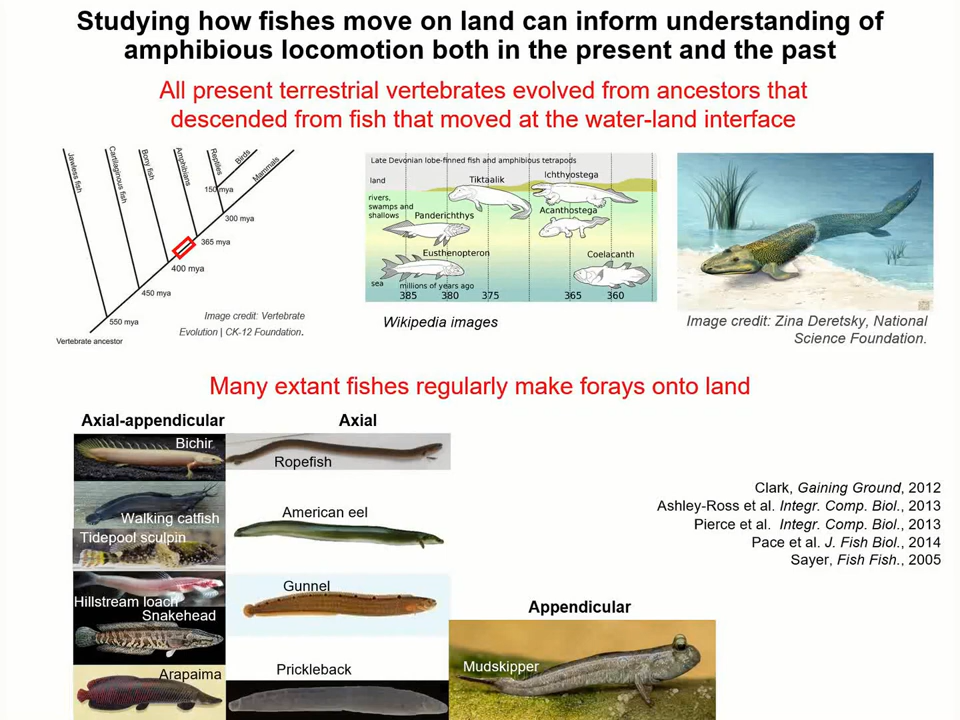 Studying how fishes move on land can inform understanding of
amphibious locomotion both in the present and the past
All present terrestrial vertebrates evolved from ancestors that
descended from fish that moved at the water-land interface
Jawless fish
Cartilaginous fish
Bony fish
Amphibians
Reptiles
Birds
Mammals
150 mya
300 mya
365 mya
400 mya
450 mya
550 mya
Vertebrate ancestor
Image credit: Vertebrate
Evolution | CK-12 Foundation.
Late Devonian lobe-finned fish and amphibious tetrapods
land
rivers,
swamps and
shallows
sea
Tiktaalik
Ichthyostega
Panderichthys
Acanthostega
Eusthenopteron
Coelacanth
millions of years ago
385 380 375 365 360
Wikipedia images
Image credit: Zina Deretsky, National
Science Foundation.
Many extant fishes regularly make forays onto land
Axial-appendicular
Bichir
Walking catfish
Tidepool sculpin
Hillstream loach
Snakehead
Arapaima
Axial
Ropefish
American eel
Gunnel
Prickleback
Appendicular
Mudskipper
Clark, Gaining Ground, 2012
Ashley-Ross et al. Integr. Comp. Biol., 2013
Pierce et al. Integr. Comp. Biol., 2013
Pace et al. J. Fish Biol., 2014
Sayer, Fish Fish., 2005